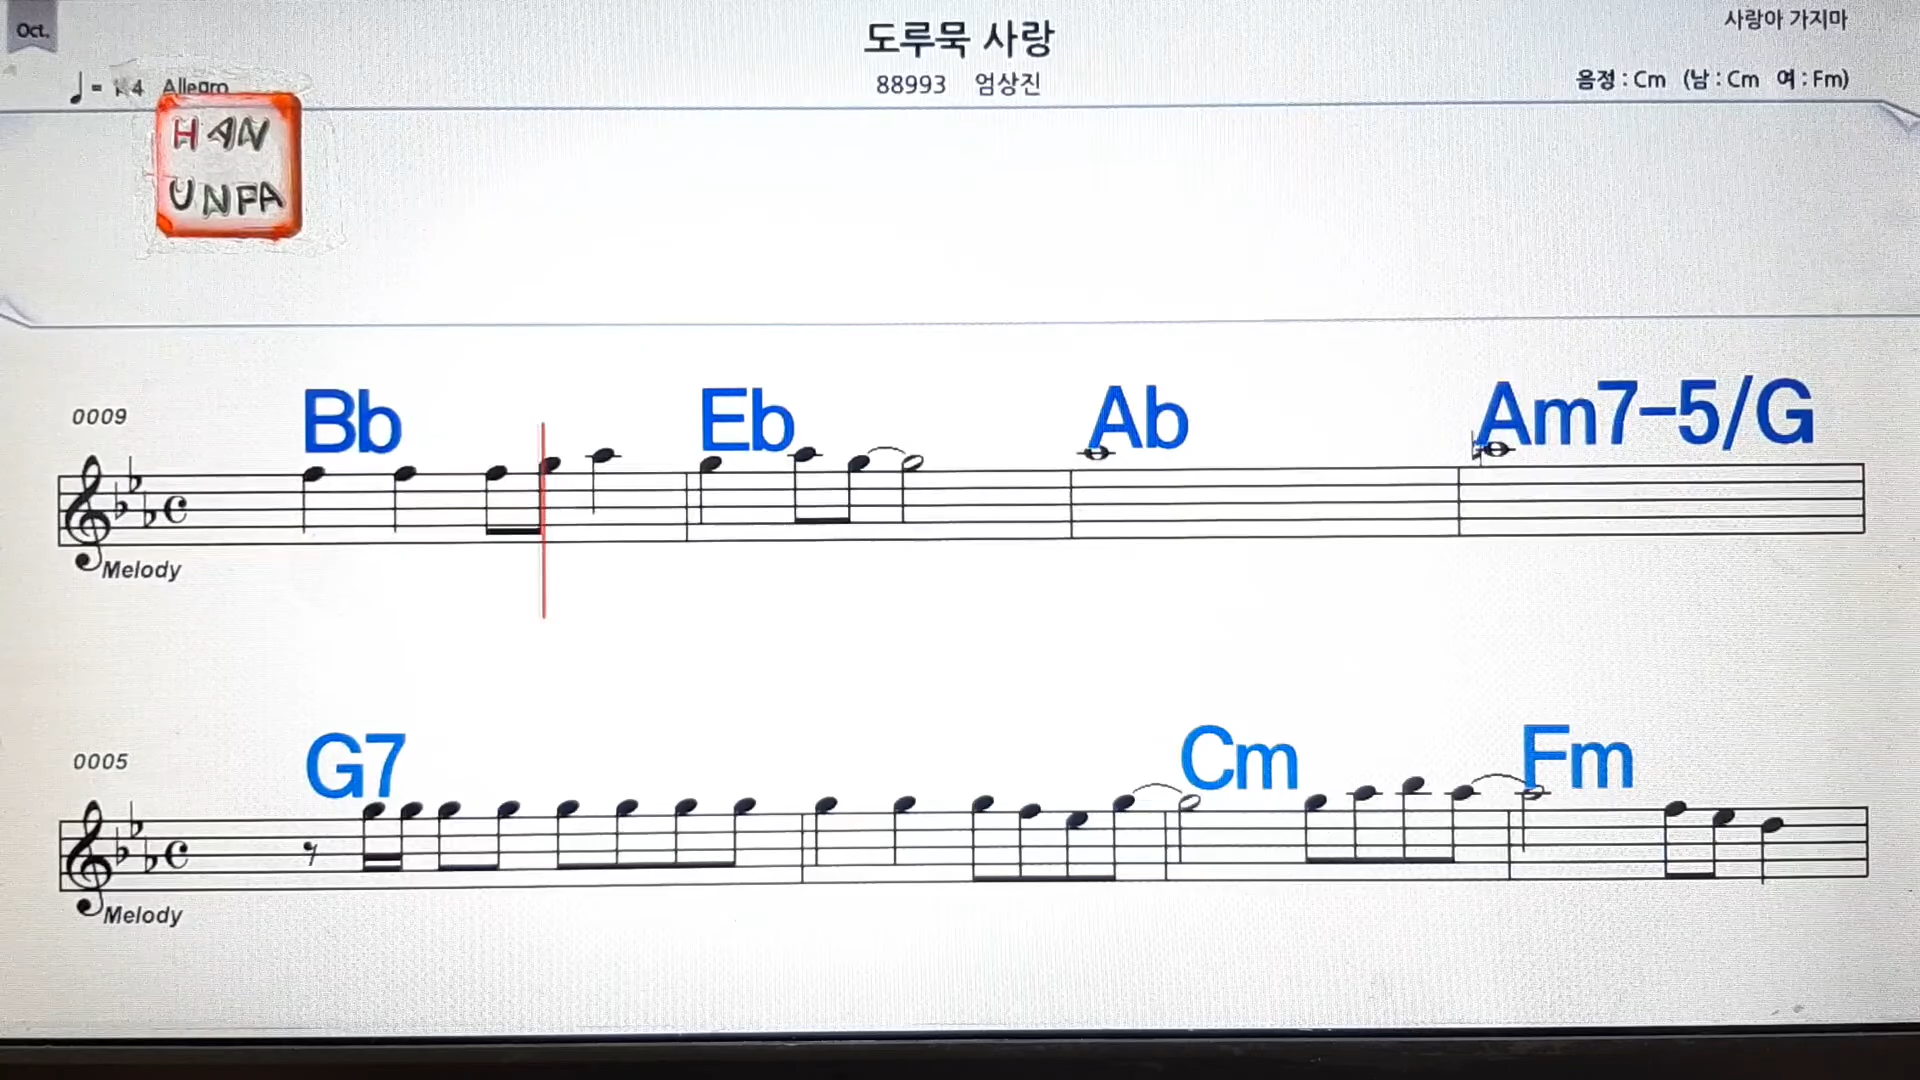 Oct.
도루묵 사랑
사랑아 가지마
88993 엄상진
음정 : Cm (남 : Cm 여 : Fm)
Allegro
HAN
UNFA
0009
Bb Eb Ab Am7-5/G
Melody
0005
G7 Cm Fm
Melody